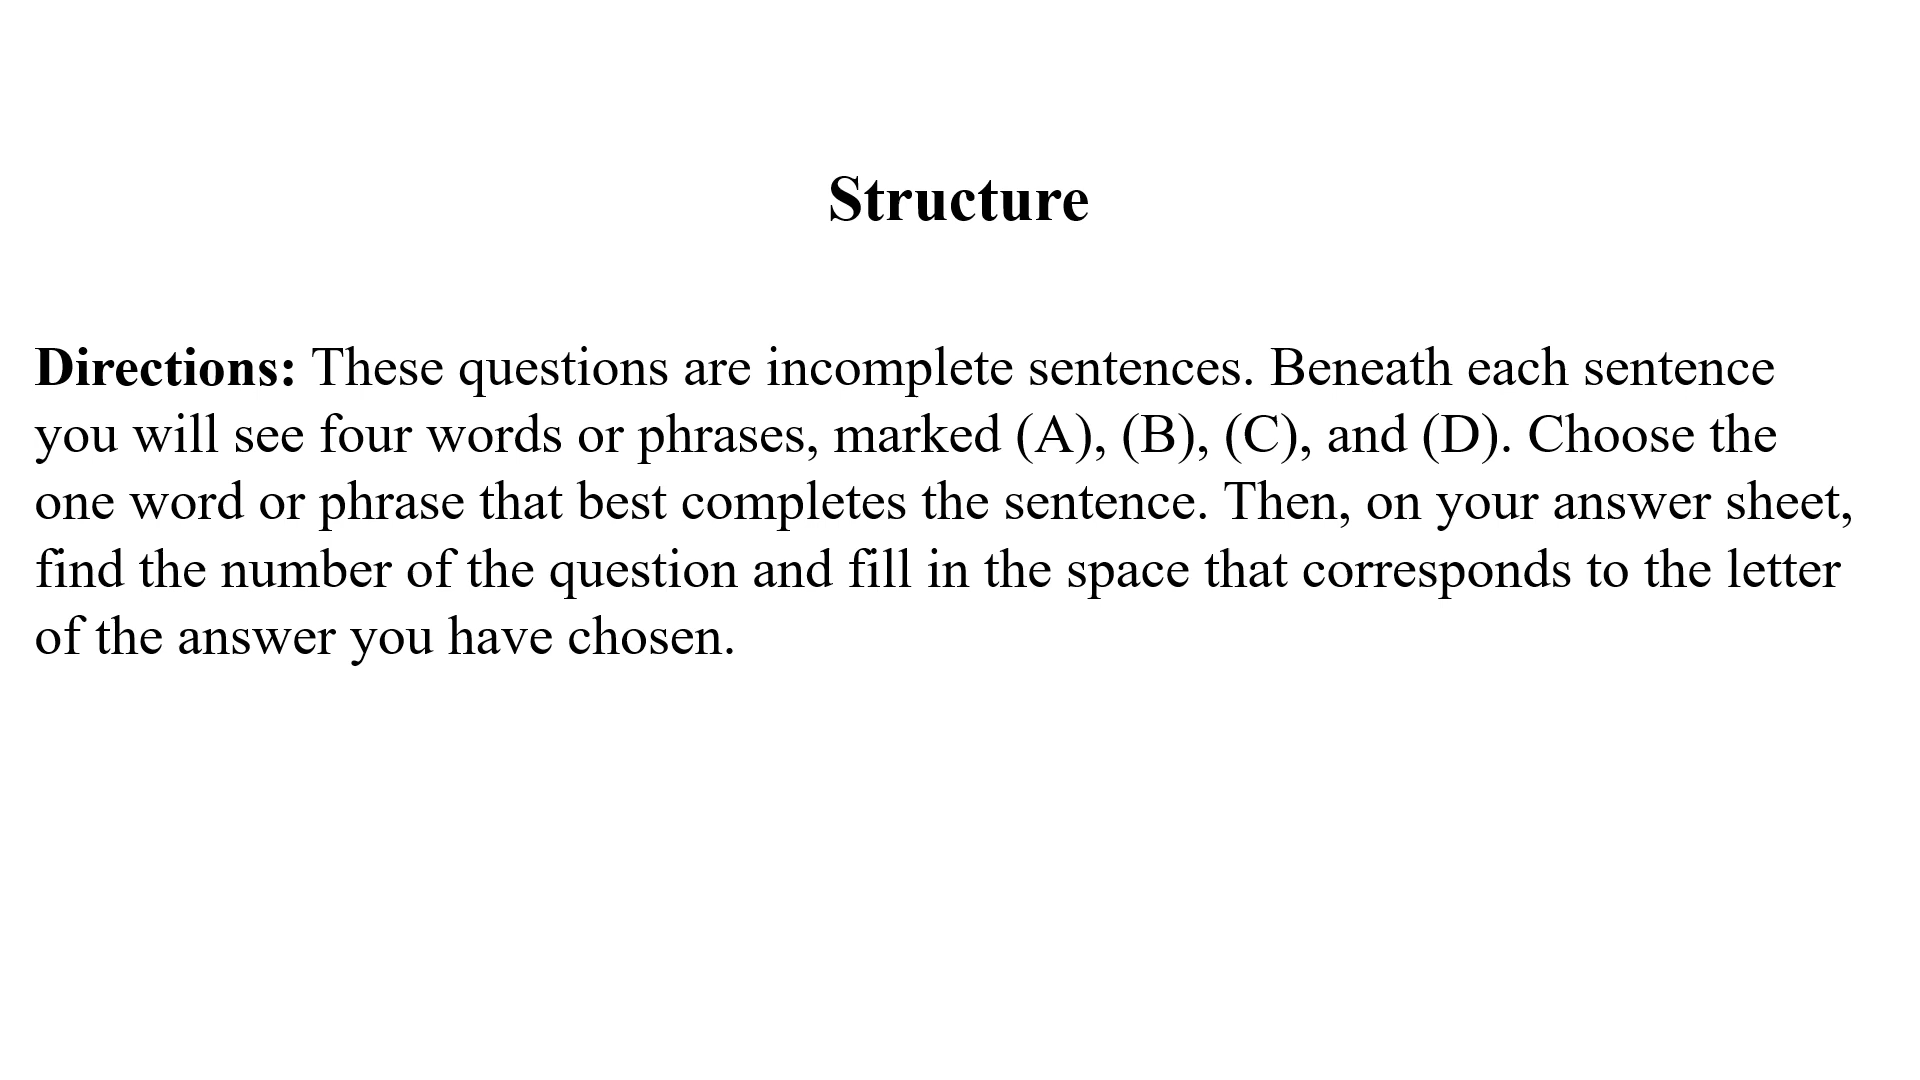 Structure
Directions: These questions are incomplete sentences. Beneath each sentence
you will see four words or phrases, marked (A), (B), (C), and (D). Choose the
one word or phrase that best completes the sentence. Then, on your answer sheet,
find the number of the question and fill in the space that corresponds to the letter
of the answer you have chosen.